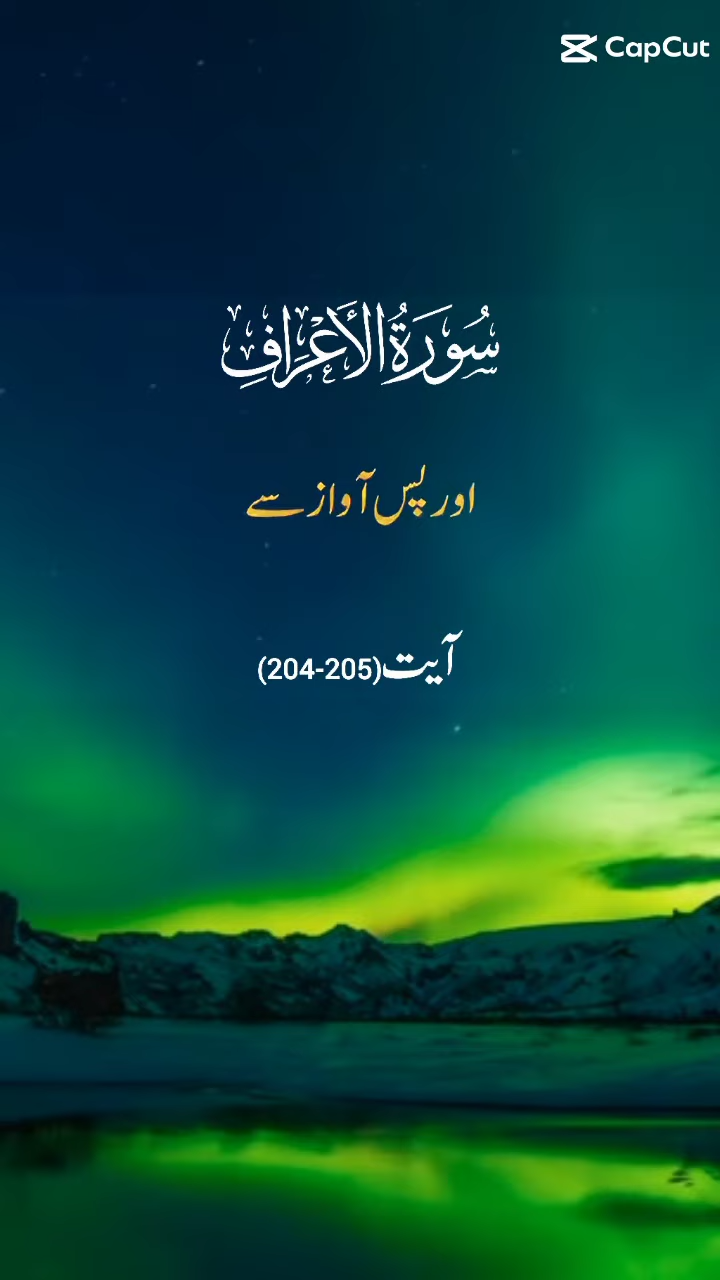 CapCut
سُورَةُ الأَعْرَافِ
اور پس آواز سے
آیت(204-205)